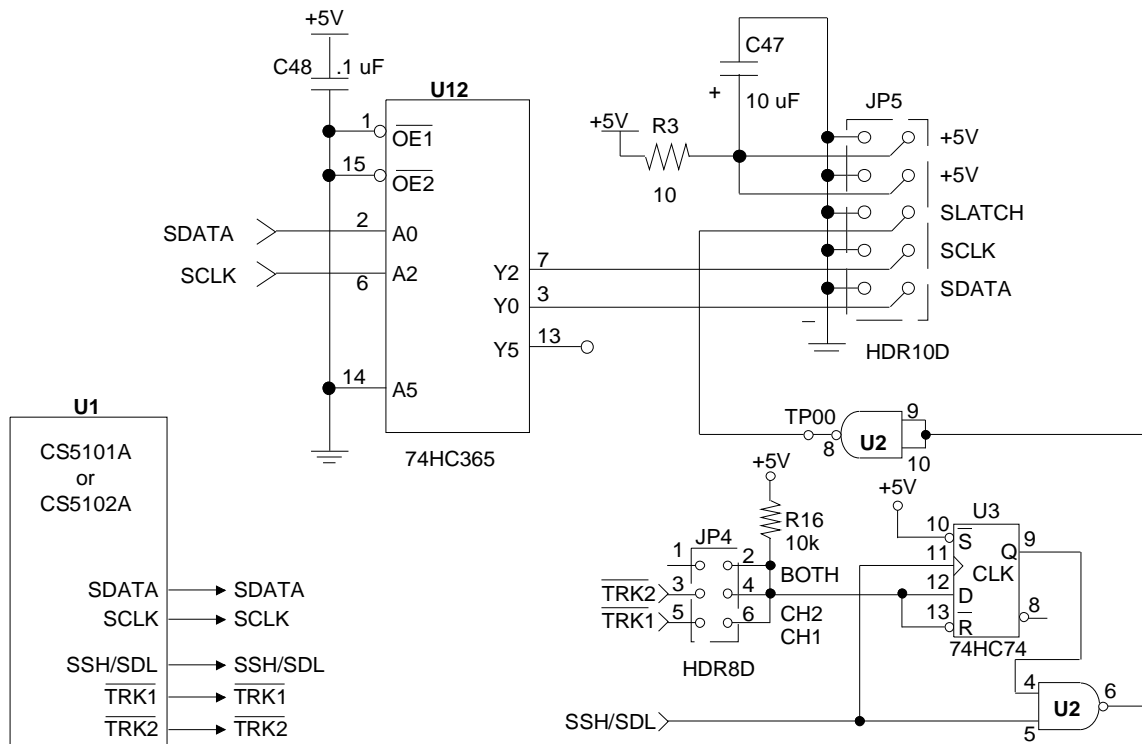 +5V
C48
.1 uF
U12
1
OE1
15
OE2
SDATA
2
A0
SCLK
6
A2
Y2
7
Y0
3
Y5
13
14
A5
74HC365
C47
+
10 uF
+5V
R3
10
JP5
+5V
+5V
SLATCH
SCLK
SDATA
–
HDR10D
TP00
8
U2
9
10
U1
CS5101A
or
CS5102A
SDATA
SDATA
SCLK
SCLK
SSH/SDL
SSH/SDL
TRK1
TRK1
TRK2
TRK2
+5V
R16
10k
JP4
1
2
BOTH
TRK2
3
4
CH2
TRK1
5
6
CH1
HDR8D
+5V
U3
10
S
Q
9
11
CLK
12
D
13
R
8
74HC74
SSH/SDL
4
5
U2
6